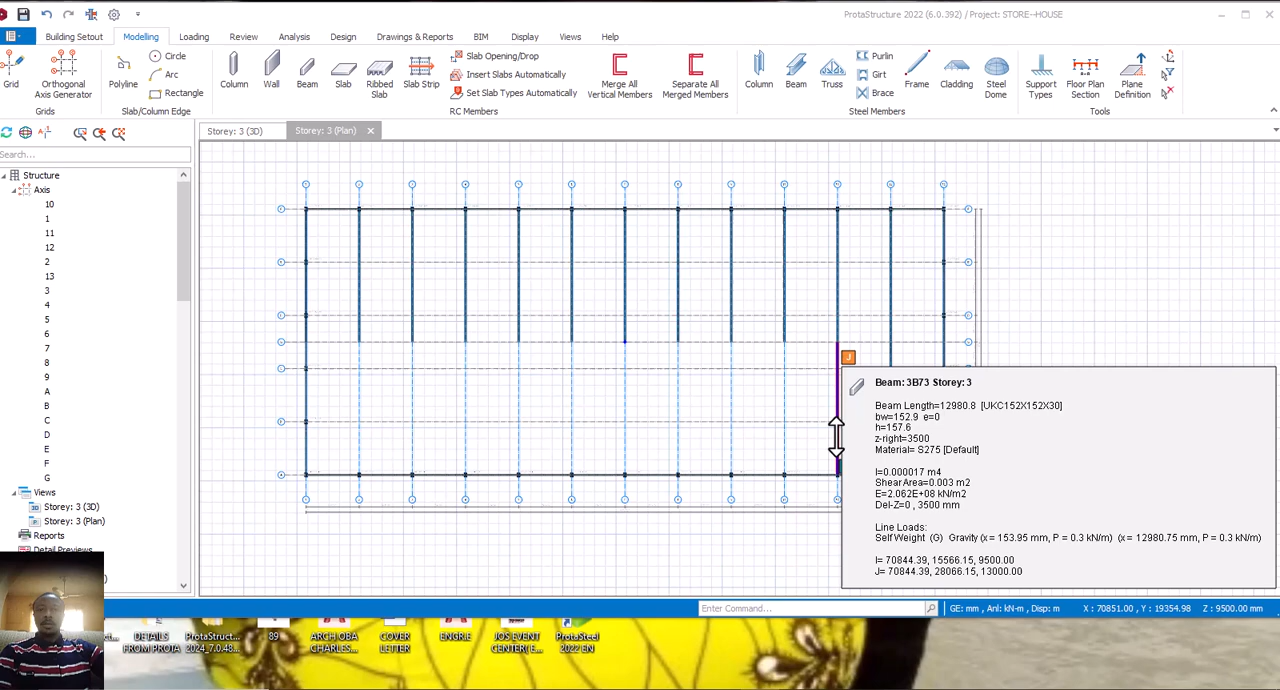 ProtaStructure 2022 (6.0.392) / Project: STORE--HOUSE
Building Setout Modelling Loading Review Analysis Design Drawings & Reports BIM Display Views Help
Grid
Orthogonal
Axis Generator
Grids
Polyline
Circle
Arc
Rectangle
Slab/Column Edge
Column
Wall
Beam
Slab
Ribbed
Slab
Slab Strip
Slab Opening/Drop
Insert Slabs Automatically
Set Slab Types Automatically
RC Members
Merge All
Vertical Members
Separate All
Merged Members
Column
Beam
Truss
Purlin
Girt
Brace
Frame
Cladding
Steel
Dome
Steel Members
Support
Types
Floor Plan
Section
Plane
Definition
Tools
Storey: 3 (3D)
Storey: 3 (Plan)
Search...
Structure
Axis
10
1
11
12
2
13
3
4
5
6
7
8
9
A
B
C
D
E
F
G
Views
Storey: 3 (3D)
Storey: 3 (Plan)
Reports
Detail Previews
J
Beam: 3B73 Storey: 3
Beam Length=12980.8 [UKC152X152X30]
bw=152.9 e=0
h=157.6
z-right=3500
Material= S275 [Default]
I=0.000017 m4
Shear Area=0.003 m2
E=2.062E+08 kN/m2
Del-Z=0 , 3500 mm
Line Loads:
Self Weight (G) Gravity (x = 153.95 mm, P = 0.3 kN/m) (x = 12980.75 mm, P = 0.3 kN/m)
I= 70844.39, 15566.15, 9500.00
J= 70844.39, 28066.15, 13000.00
Enter Command...
GE: mm , Anl: kN-m , Disp: m
X : 70851.00 , Y : 19354.98
Z : 9500.00 mm
DETAILS
FROM PROTA
ProtaStruct...
2024_7.0.48...
89
ARCH_OBA
CHARLES...
COVER
LETTER
ENGRLE
JOS EVENT
CENTER( E...
ProtaSteel
2022 EN